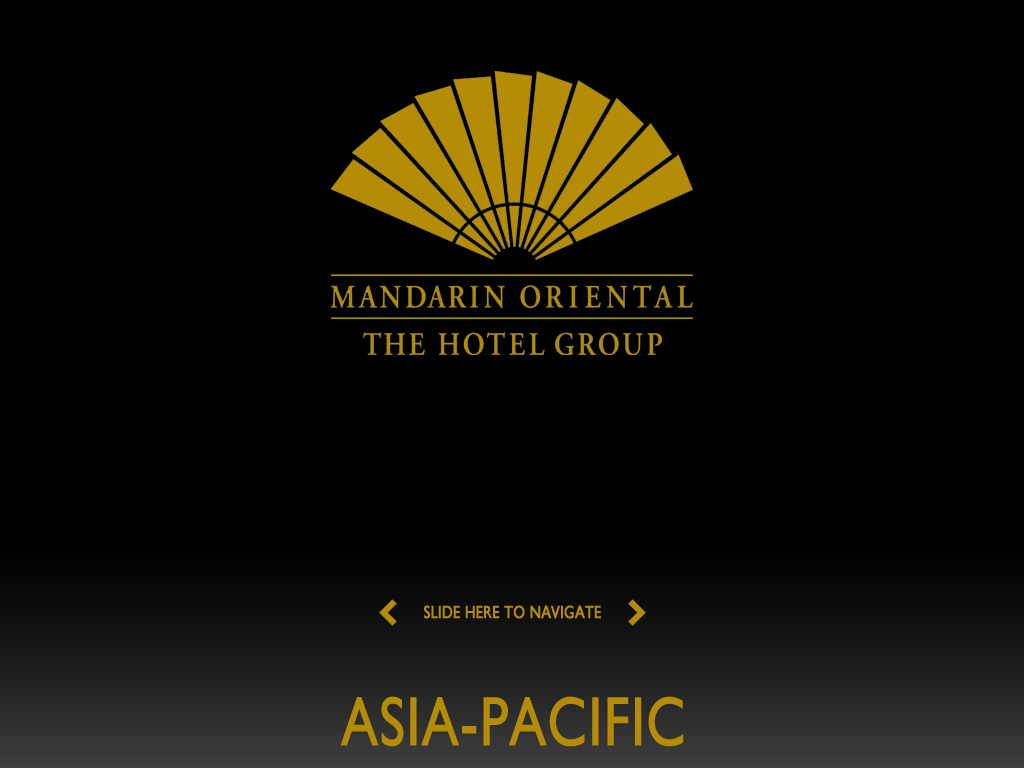 MANDARIN ORIENTAL
THE HOTEL GROUP
SLIDE HERE TO NAVIGATE
ASIA-PACIFIC